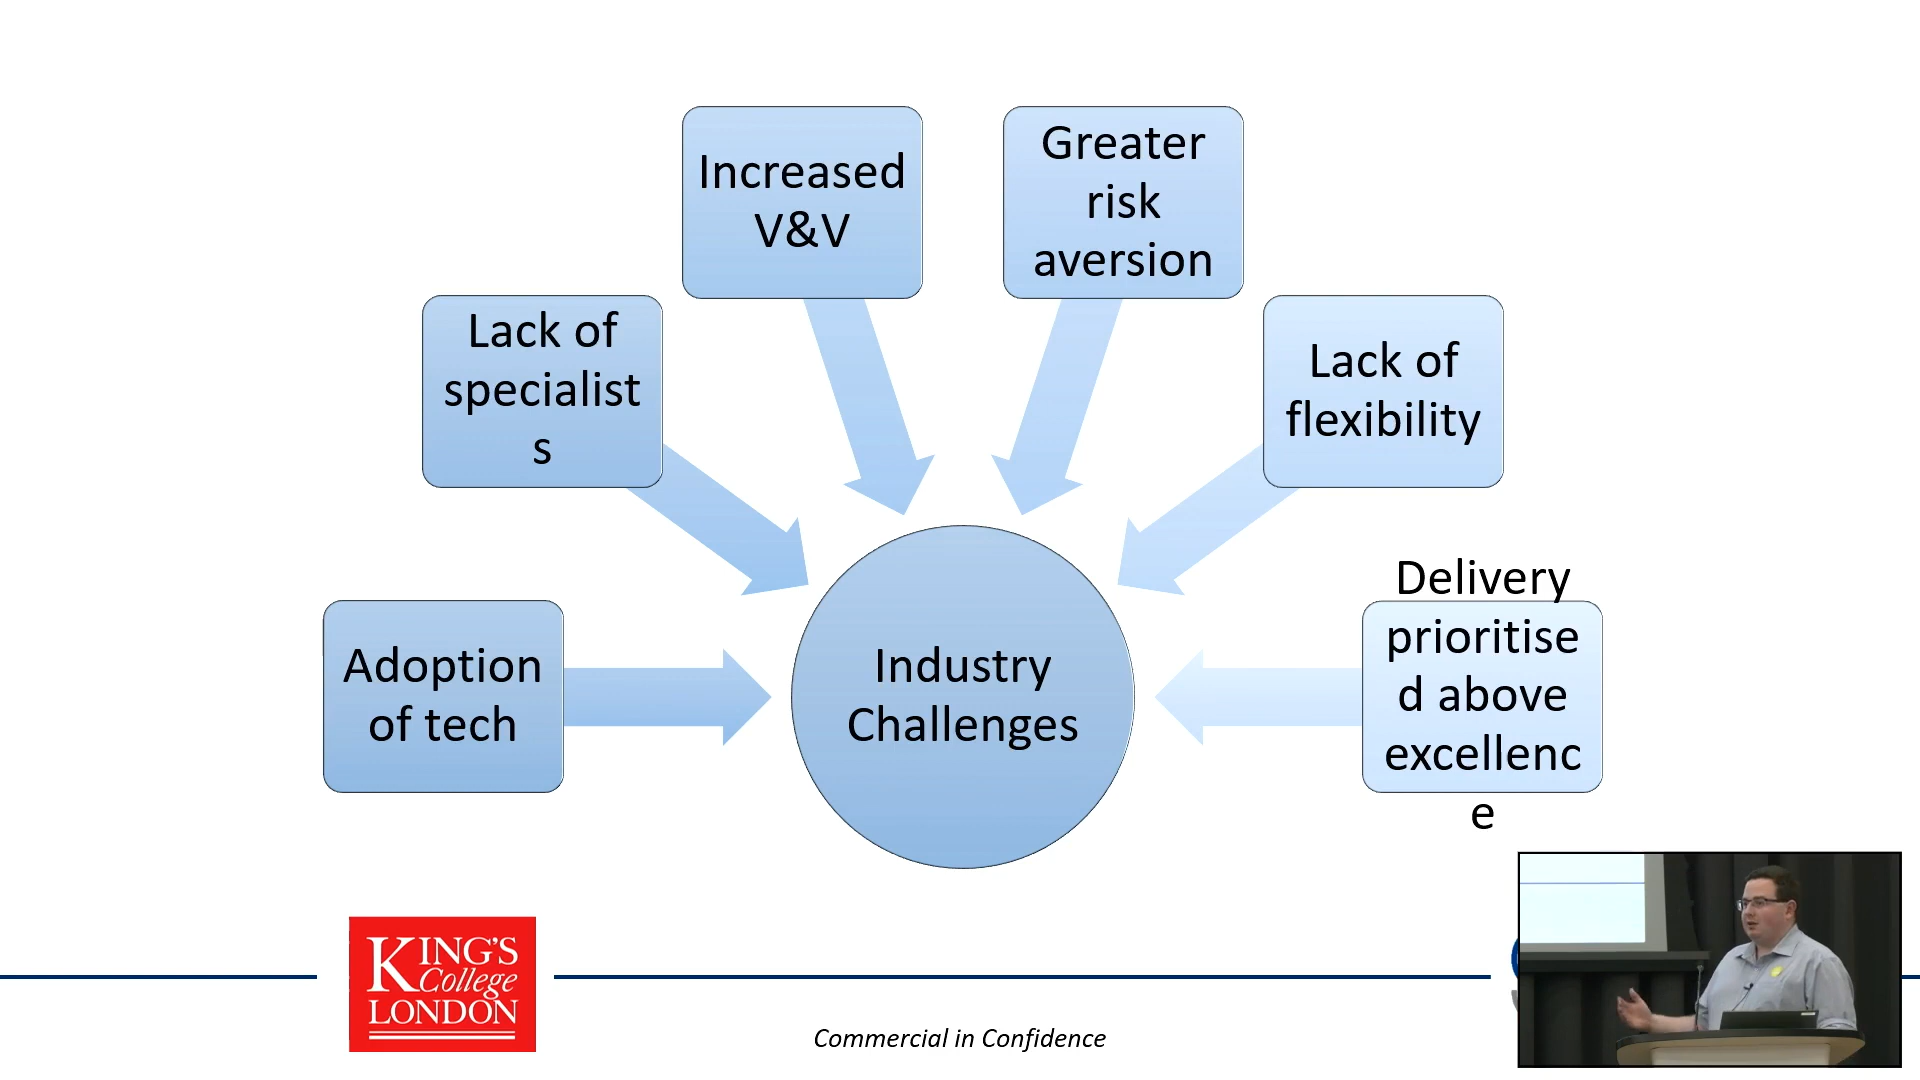 Increased
V&V
Greater
risk
aversion
Lack of
specialist
s
Lack of
flexibility
Adoption
of tech
Industry
Challenges
Delivery
prioritise
d above
excellenc
e
KING'S
College
LONDON
Commercial in Confidence